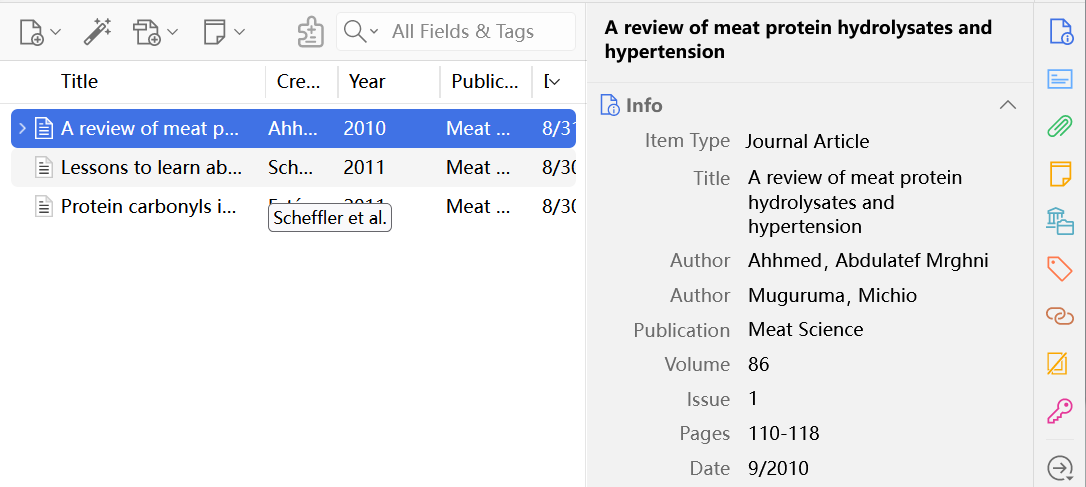 All Fields & Tags
Title Cre... Year Public...
A review of meat p... Ahh... 2010 Meat ... 8/31
Lessons to learn ab... Sch... 2011 Meat ... 8/30
Protein carbonyls i... 2011 Meat ... 8/30
Scheffler et al.
A review of meat protein hydrolysates and
hypertension
Info
Item Type Journal Article
Title A review of meat protein
hydrolysates and
hypertension
Author Ahhmed, Abdulatef Mrghni
Author Muguruma, Michio
Publication Meat Science
Volume 86
Issue 1
Pages 110-118
Date 9/2010